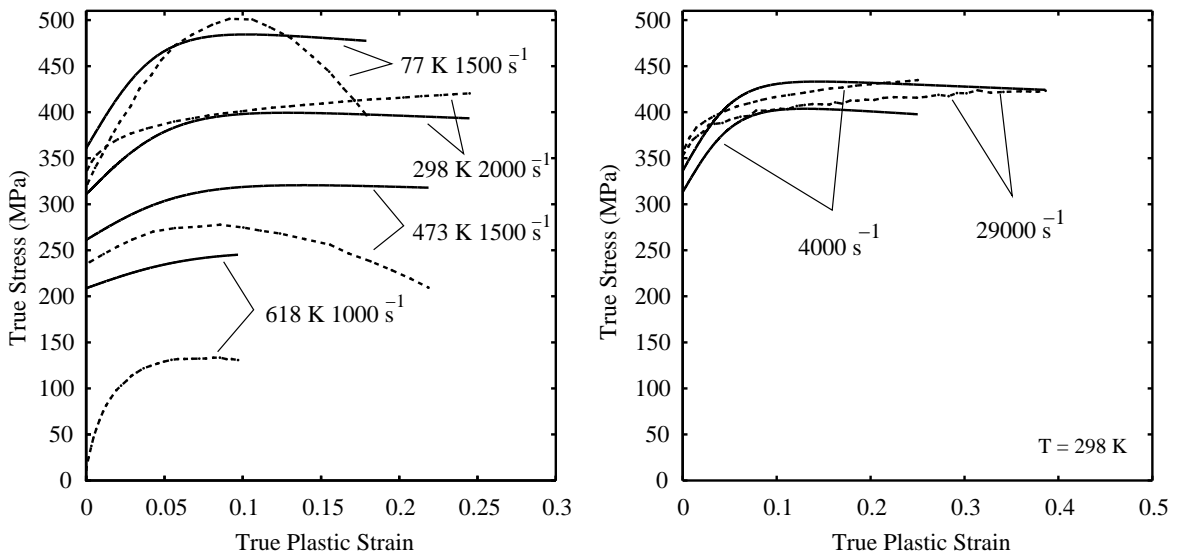 500
450
400
350
300
250
200
150
100
50
0
True Stress (MPa)
77 K 1500 s⁻¹
298 K 2000 s⁻¹
473 K 1500 s⁻¹
618 K 1000 s⁻¹
0 0.05 0.1 0.15 0.2 0.25 0.3
True Plastic Strain
500
450
400
350
300
250
200
150
100
50
0
True Stress (MPa)
4000 s⁻¹
29000 s⁻¹
T = 298 K
0 0.1 0.2 0.3 0.4 0.5
True Plastic Strain